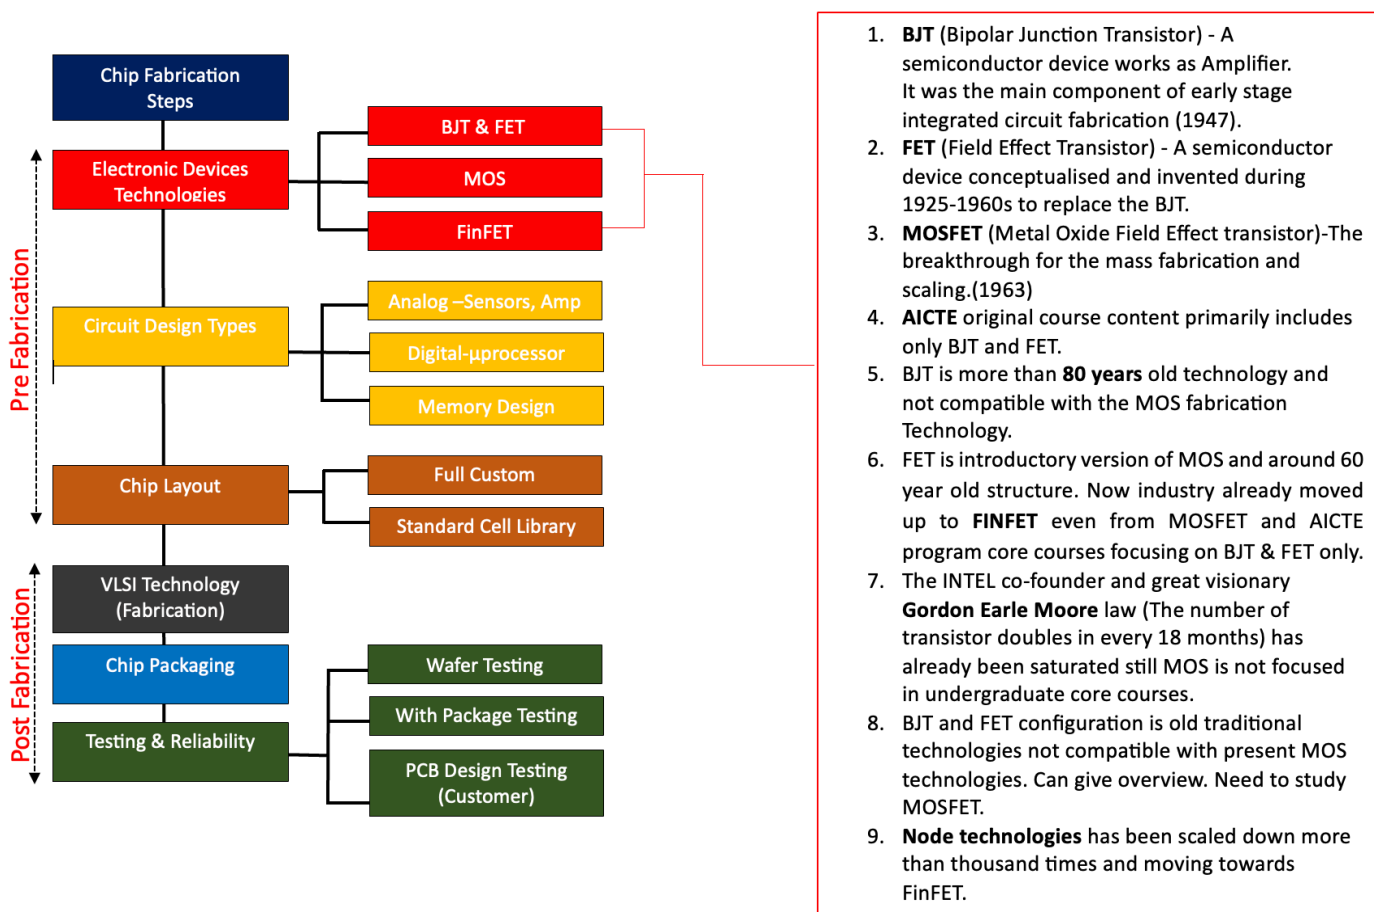 Chip Fabrication
Steps
Pre Fabrication
Electronic Devices
Technologies
BJT & FET
MOS
FinFET
Circuit Design Types
Analog –Sensors, Amp
Digital-μprocessor
Memory Design
Chip Layout
Full Custom
Standard Cell Library
Post Fabrication
VLSI Technology
(Fabrication)
Chip Packaging
Testing & Reliability
Wafer Testing
With Package Testing
PCB Design Testing
(Customer)
1. BJT (Bipolar Junction Transistor) - A
semiconductor device works as Amplifier.
It was the main component of early stage
integrated circuit fabrication (1947).
2. FET (Field Effect Transistor) - A semiconductor
device conceptualised and invented during
1925-1960s to replace the BJT.
3. MOSFET (Metal Oxide Field Effect transistor)-The
breakthrough for the mass fabrication and
scaling.(1963)
4. AICTE original course content primarily includes
only BJT and FET.
5. BJT is more than 80 years old technology and
not compatible with the MOS fabrication
Technology.
6. FET is introductory version of MOS and around 60
year old structure. Now industry already moved
up to FINFET even from MOSFET and AICTE
program core courses focusing on BJT & FET only.
7. The INTEL co-founder and great visionary
Gordon Earle Moore law (The number of
transistor doubles in every 18 months) has
already been saturated still MOS is not focused
in undergraduate core courses.
8. BJT and FET configuration is old traditional
technologies not compatible with present MOS
technologies. Can give overview. Need to study
MOSFET.
9. Node technologies has been scaled down more
than thousand times and moving towards
FinFET.